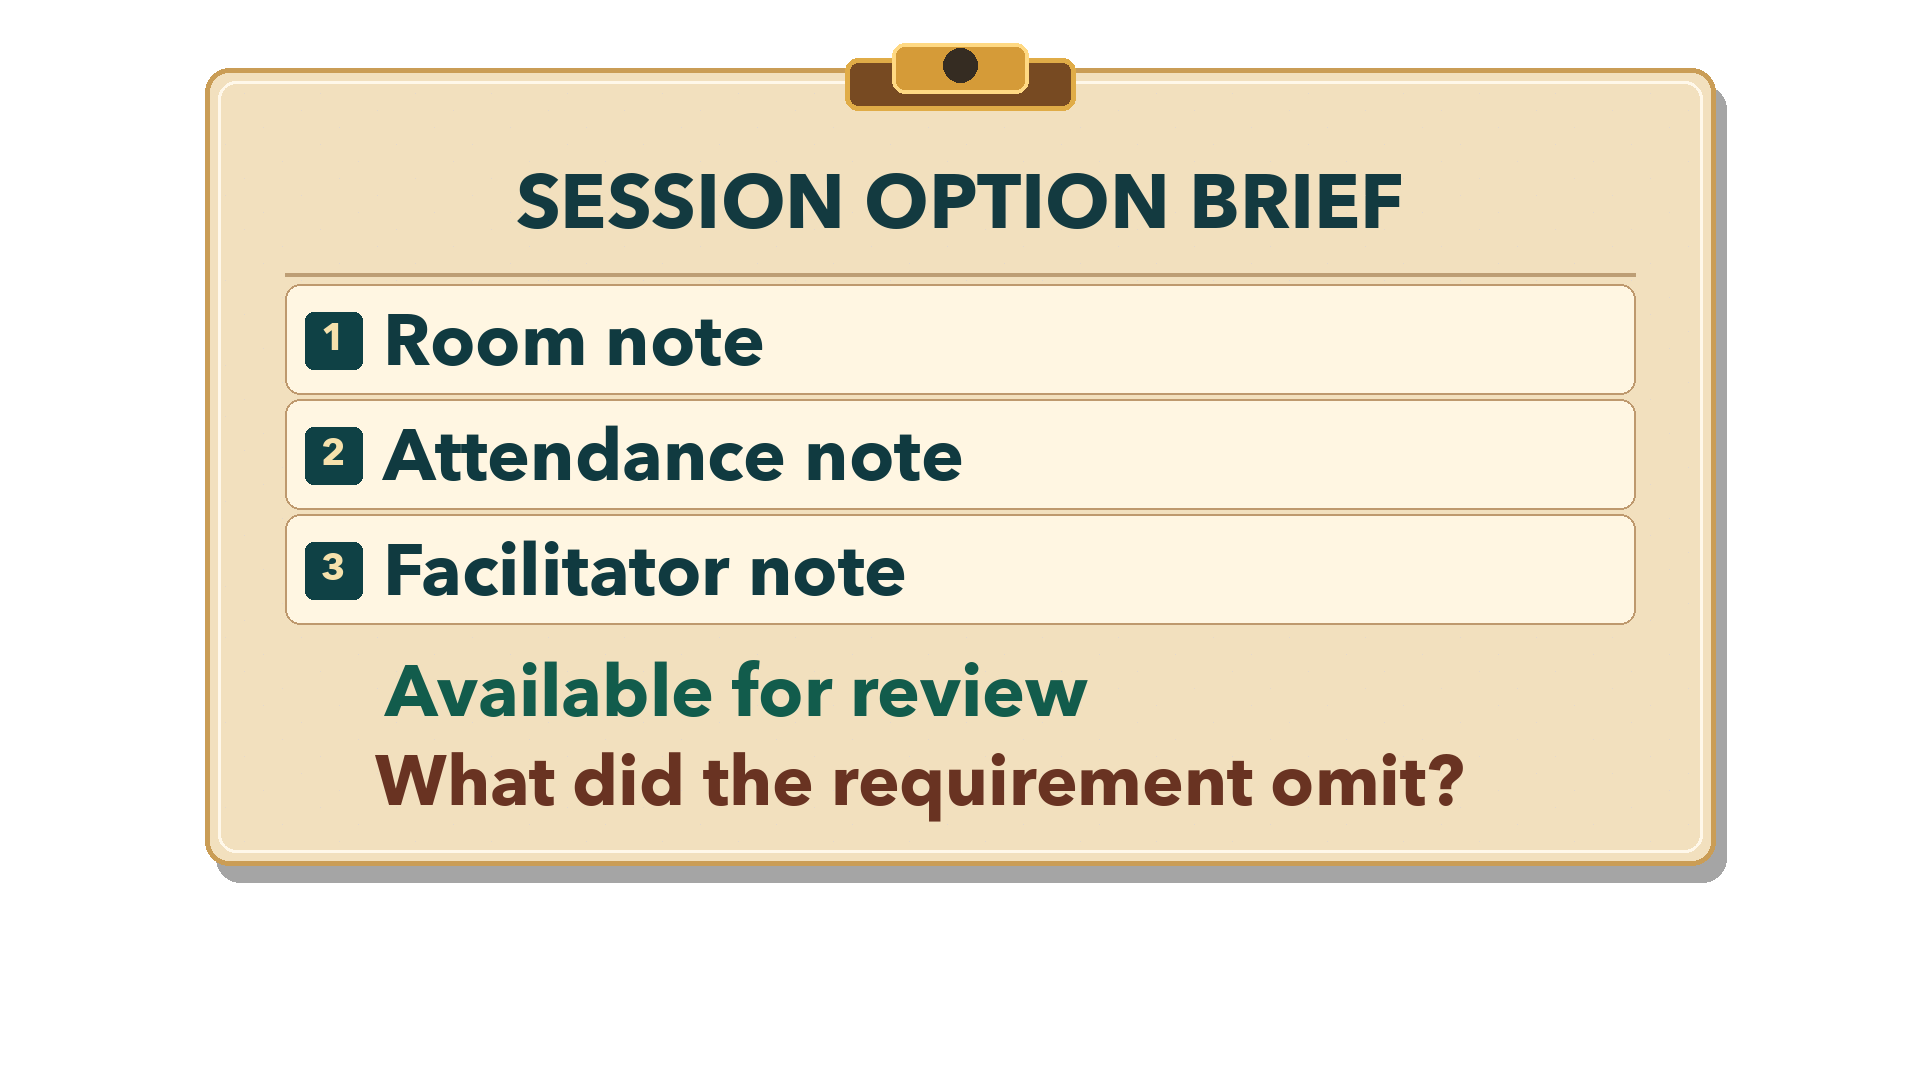 SESSION OPTION BRIEF
1 Room note
2 Attendance note
3 Facilitator note
Available for review
What did the requirement omit?